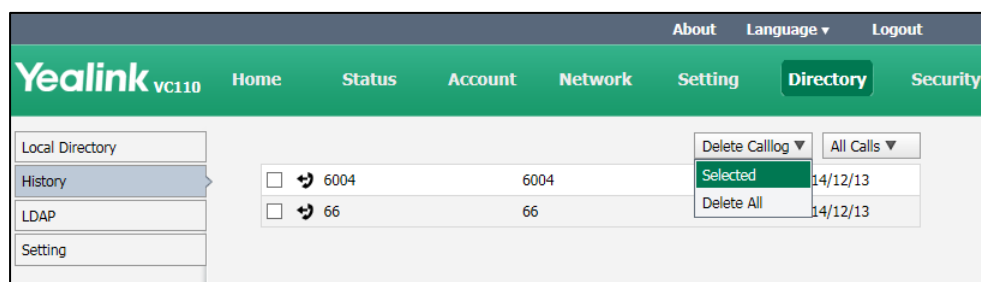 About Language ▾ Logout
Yealink VC110 Home Status Account Network Setting Directory Security
Local Directory
Delete Calllog ▼ All Calls ▼
History
6004 6004 14/12/13
Selected
LDAP
66 66 14/12/13
Delete All
Setting